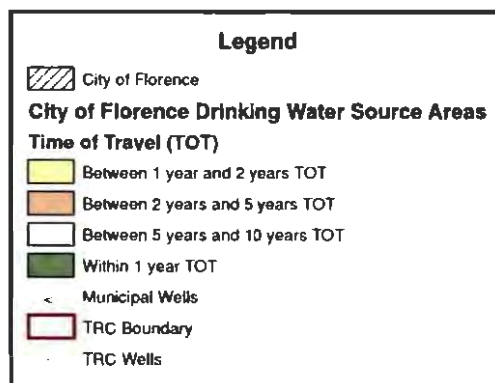 Legend
City of Florence
City of Florence Drinking Water Source Areas
Time of Travel (TOT)
Between 1 year and 2 years TOT
Between 2 years and 5 years TOT
Between 5 years and 10 years TOT
Within 1 year TOT
< Municipal Wells
TRC Boundary
TRC Wells